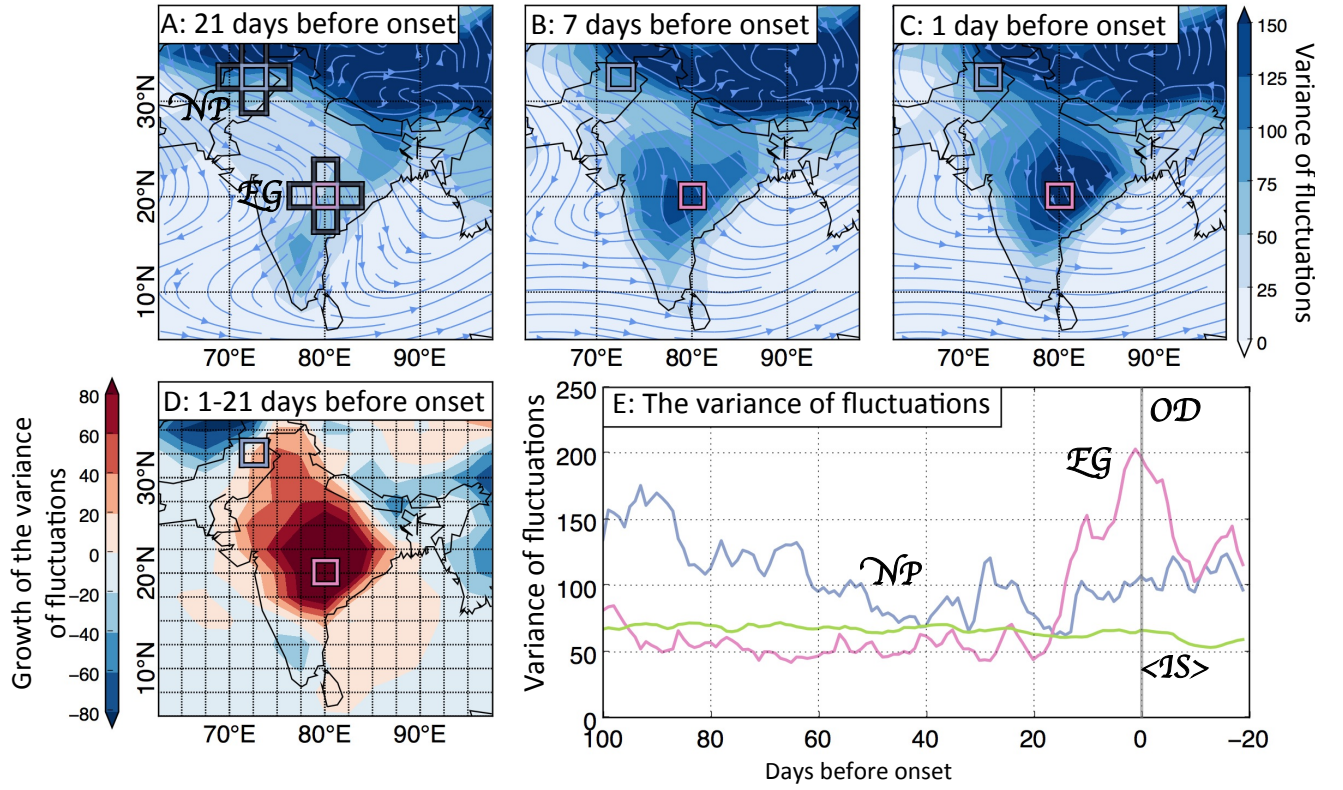 A: 21 days before onset
B: 7 days before onset
C: 1 day before onset
NP
EG
30°N
20°N
10°N
70°E 80°E 90°E
70°E 80°E 90°E
70°E 80°E 90°E
150
125
100
75
50
25
0
Variance of fluctuations
D: 1-21 days before onset
80
60
40
20
0
−20
−40
−60
−80
Growth of the variance
of fluctuations
30°N
20°N
10°N
70°E 80°E 90°E
E: The variance of fluctuations
OD
EG
NP
<IS>
250
200
150
100
50
0
Variance of fluctuations
100 80 60 40 20 0 −20
Days before onset